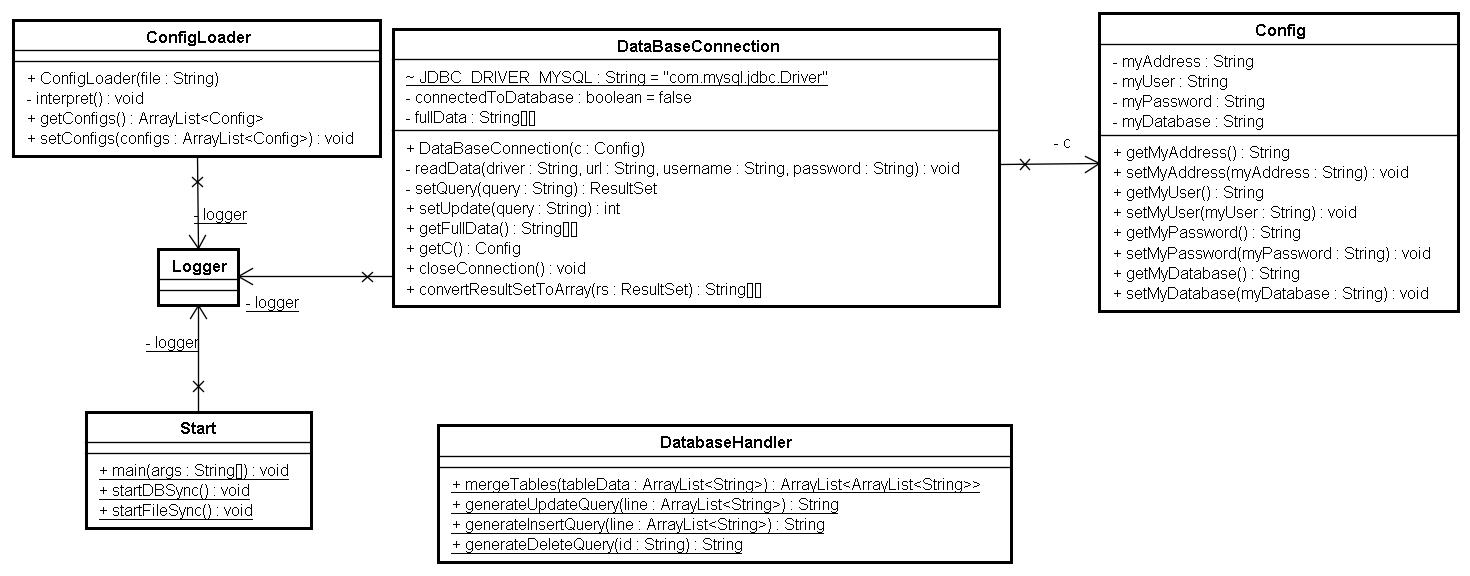 ConfigLoader
+ ConfigLoader(file : String)
- interpret() : void
+ getConfigs() : ArrayList<Config>
+ setConfigs(configs : ArrayList<Config>) : void
DataBaseConnection
~ JDBC_DRIVER_MYSQL : String = "com.mysql.jdbc.Driver"
- connectedToDatabase : boolean = false
- fullData : String[][]
+ DataBaseConnection(c : Config)
- readData(driver : String, url : String, username : String, password : String) : void
- setQuery(query : String) : ResultSet
+ setUpdate(query : String) : int
+ getFullData() : String[][]
+ getC() : Config
+ closeConnection() : void
+ convertResultSetToArray(rs : ResultSet) : String[][]
- c
Config
- myAddress : String
- myUser : String
- myPassword : String
- myDatabase : String
+ getMyAddress() : String
+ setMyAddress(myAddress : String) : void
+ getMyUser() : String
+ setMyUser(myUser : String) : void
+ getMyPassword() : String
+ setMyPassword(myPassword : String) : void
+ getMyDatabase() : String
+ setMyDatabase(myDatabase : String) : void
- logger
Logger
- logger
- logger
Start
+ main(args : String[]) : void
+ startDBSync() : void
+ startFileSync() : void
DatabaseHandler
+ mergeTables(tableData : ArrayList<String>) : ArrayList<ArrayList<String>>
+ generateUpdateQuery(line : ArrayList<String>) : String
+ generateInsertQuery(line : ArrayList<String>) : String
+ generateDeleteQuery(id : String) : String